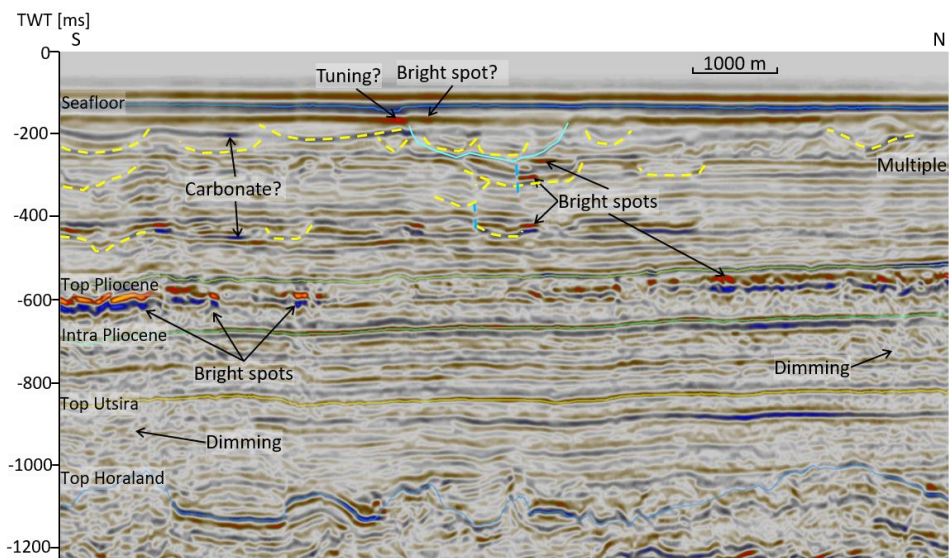 TWT [ms]
S
N
0
1000 m
Tuning?
Bright spot?
Seafloor
-200
Multiple
Carbonate?
Bright spots
-400
Top Pliocene
-600
Intra Pliocene
Bright spots
Dimming
-800
Top Utsira
Dimming
-1000
Top Horaland
-1200